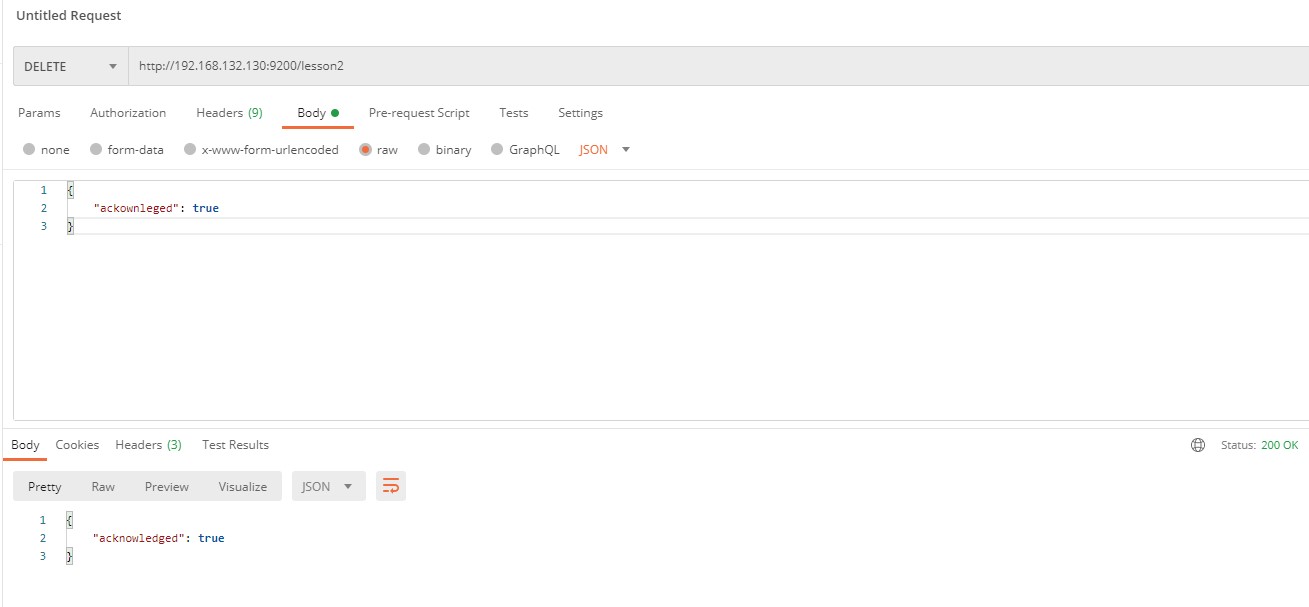 Untitled Request
DELETE http://192.168.132.130:9200/lesson2
Params Authorization Headers (9) Body Pre-request Script Tests Settings
none form-data x-www-form-urlencoded raw binary GraphQL JSON
1 {
2 "ackownleged": true
3 }
Body Cookies Headers (3) Test Results Status: 200 OK
Pretty Raw Preview Visualize JSON
1 {
2 "acknowledged": true
3 }